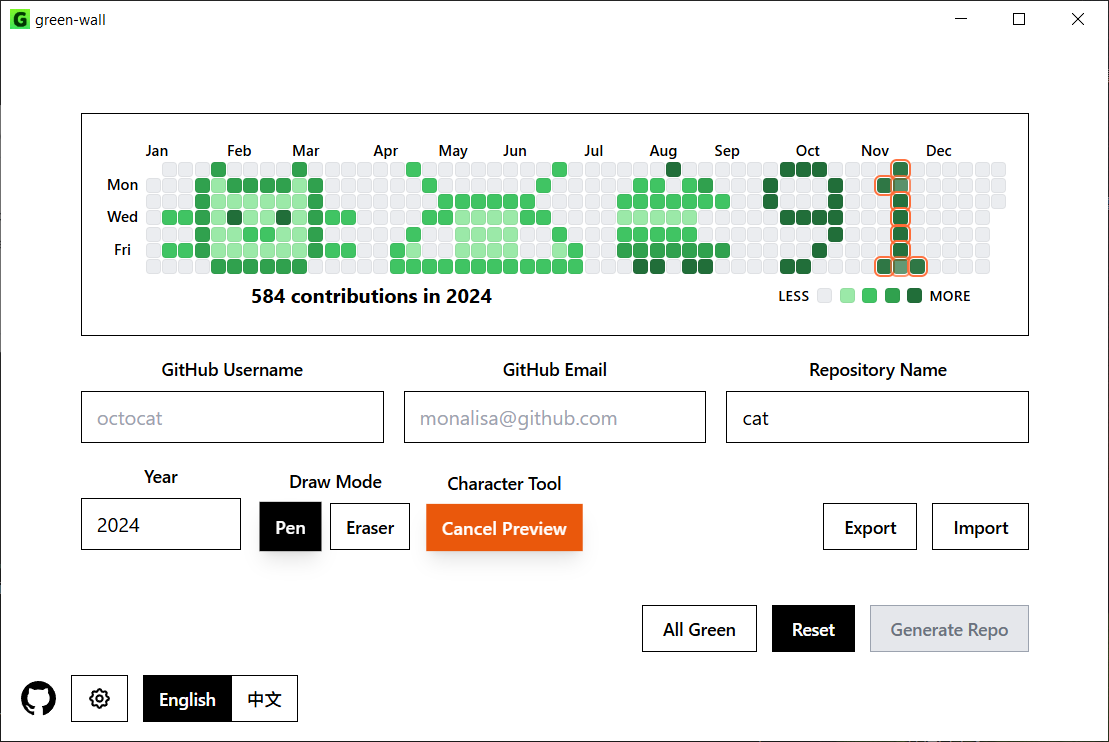 green-wall
Jan Feb Mar Apr May Jun Jul Aug Sep Oct Nov Dec
Mon
Wed
Fri
584 contributions in 2024
LESS MORE
GitHub Username GitHub Email Repository Name
octocat monalisa@github.com cat
Year Draw Mode Character Tool
2024 Pen Eraser Cancel Preview Export Import
All Green Reset Generate Repo
English 中文